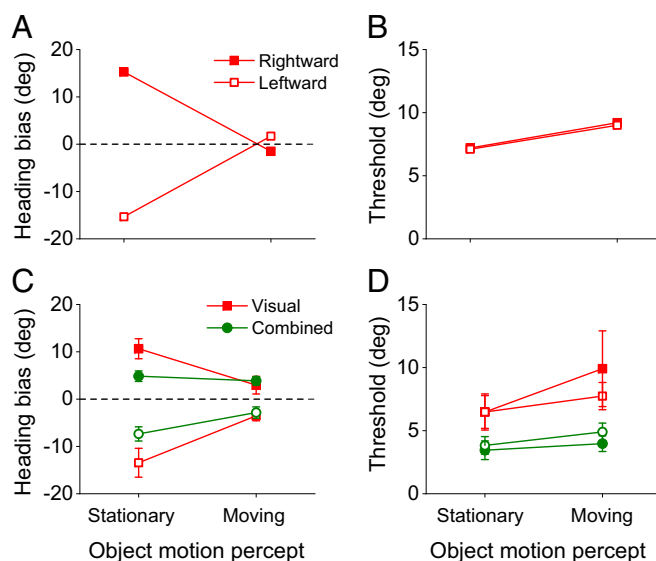 A
Heading bias (deg)
20
10
0
-10
-20
Rightward
Leftward
B
Threshold (deg)
15
10
5
0
C
Heading bias (deg)
20
10
0
-10
-20
Visual
Combined
Stationary
Moving
Object motion percept
D
Threshold (deg)
15
10
5
0
Stationary
Moving
Object motion percept